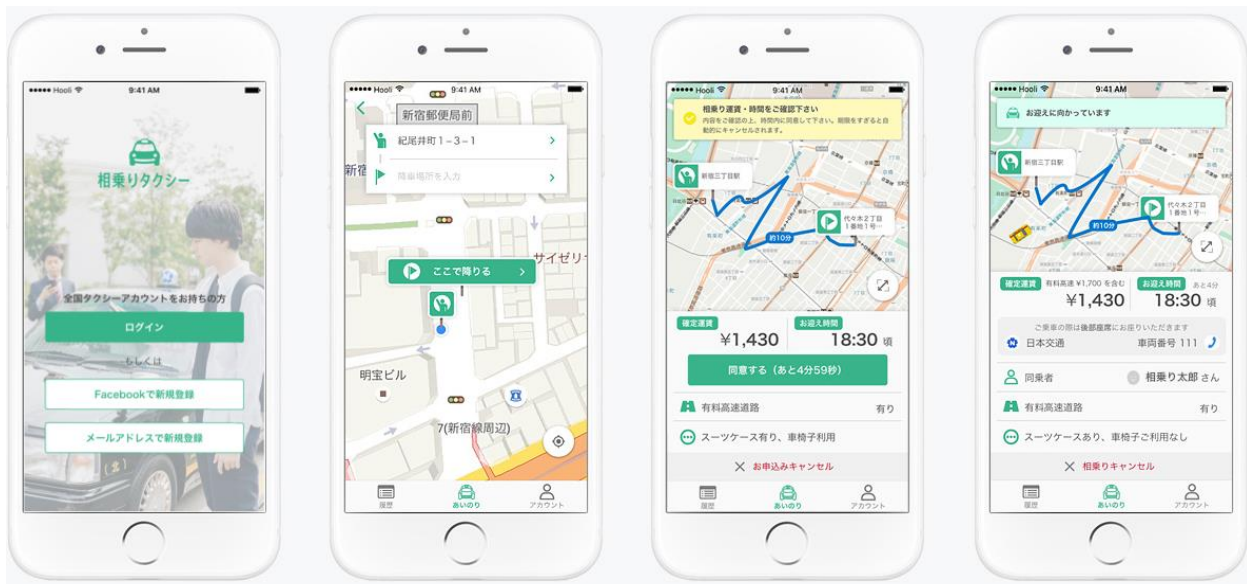 ●●●●● Hooli 9:41 AM
相乗りタクシー
全国タクシーアカウントをお持ちの方
ログイン
もしくは
Facebookで新規登録
メールアドレスで新規登録
●●●●● Hooli 9:41 AM
新宿郵便局前
紀尾井町1-3-1
降車場所を入力
新宿
サイゼリ
ここで降りる
明宝ビル
7(新宿線周辺)
履歴
あいのり
アカウント
●●●●● Hooli 9:41 AM
相乗り運賃・時間をご確認下さい
内容をご確認の上、時間内に同意して下さい。期限をすぎると自
動的にキャンセルされます。
新宿三丁目駅
代々木2丁目
1番地1号…
約10分
確定運賃
¥1,430
お迎え時間
18:30 頃
同意する(あと4分59秒)
有料高速道路 有り
スーツケース有り、車椅子利用
× お申込みキャンセル
履歴
あいのり
アカウント
●●●●● Hooli 9:41 AM
お迎えに向かっています
新宿三丁目駅
代々木2丁目
1番地1号…
約10分
確定運賃 有料高速 ¥1,700 を含む
¥1,430
お迎え時間 あと4分
18:30 頃
ご乗車の際は後部座席にお座りいただきます
日本交通 車両番号 111
同乗者 相乗り太郎 さん
有料高速道路 有り
スーツケースあり、車椅子ご利用なし
× 相乗りキャンセル
履歴
あいのり
アカウント